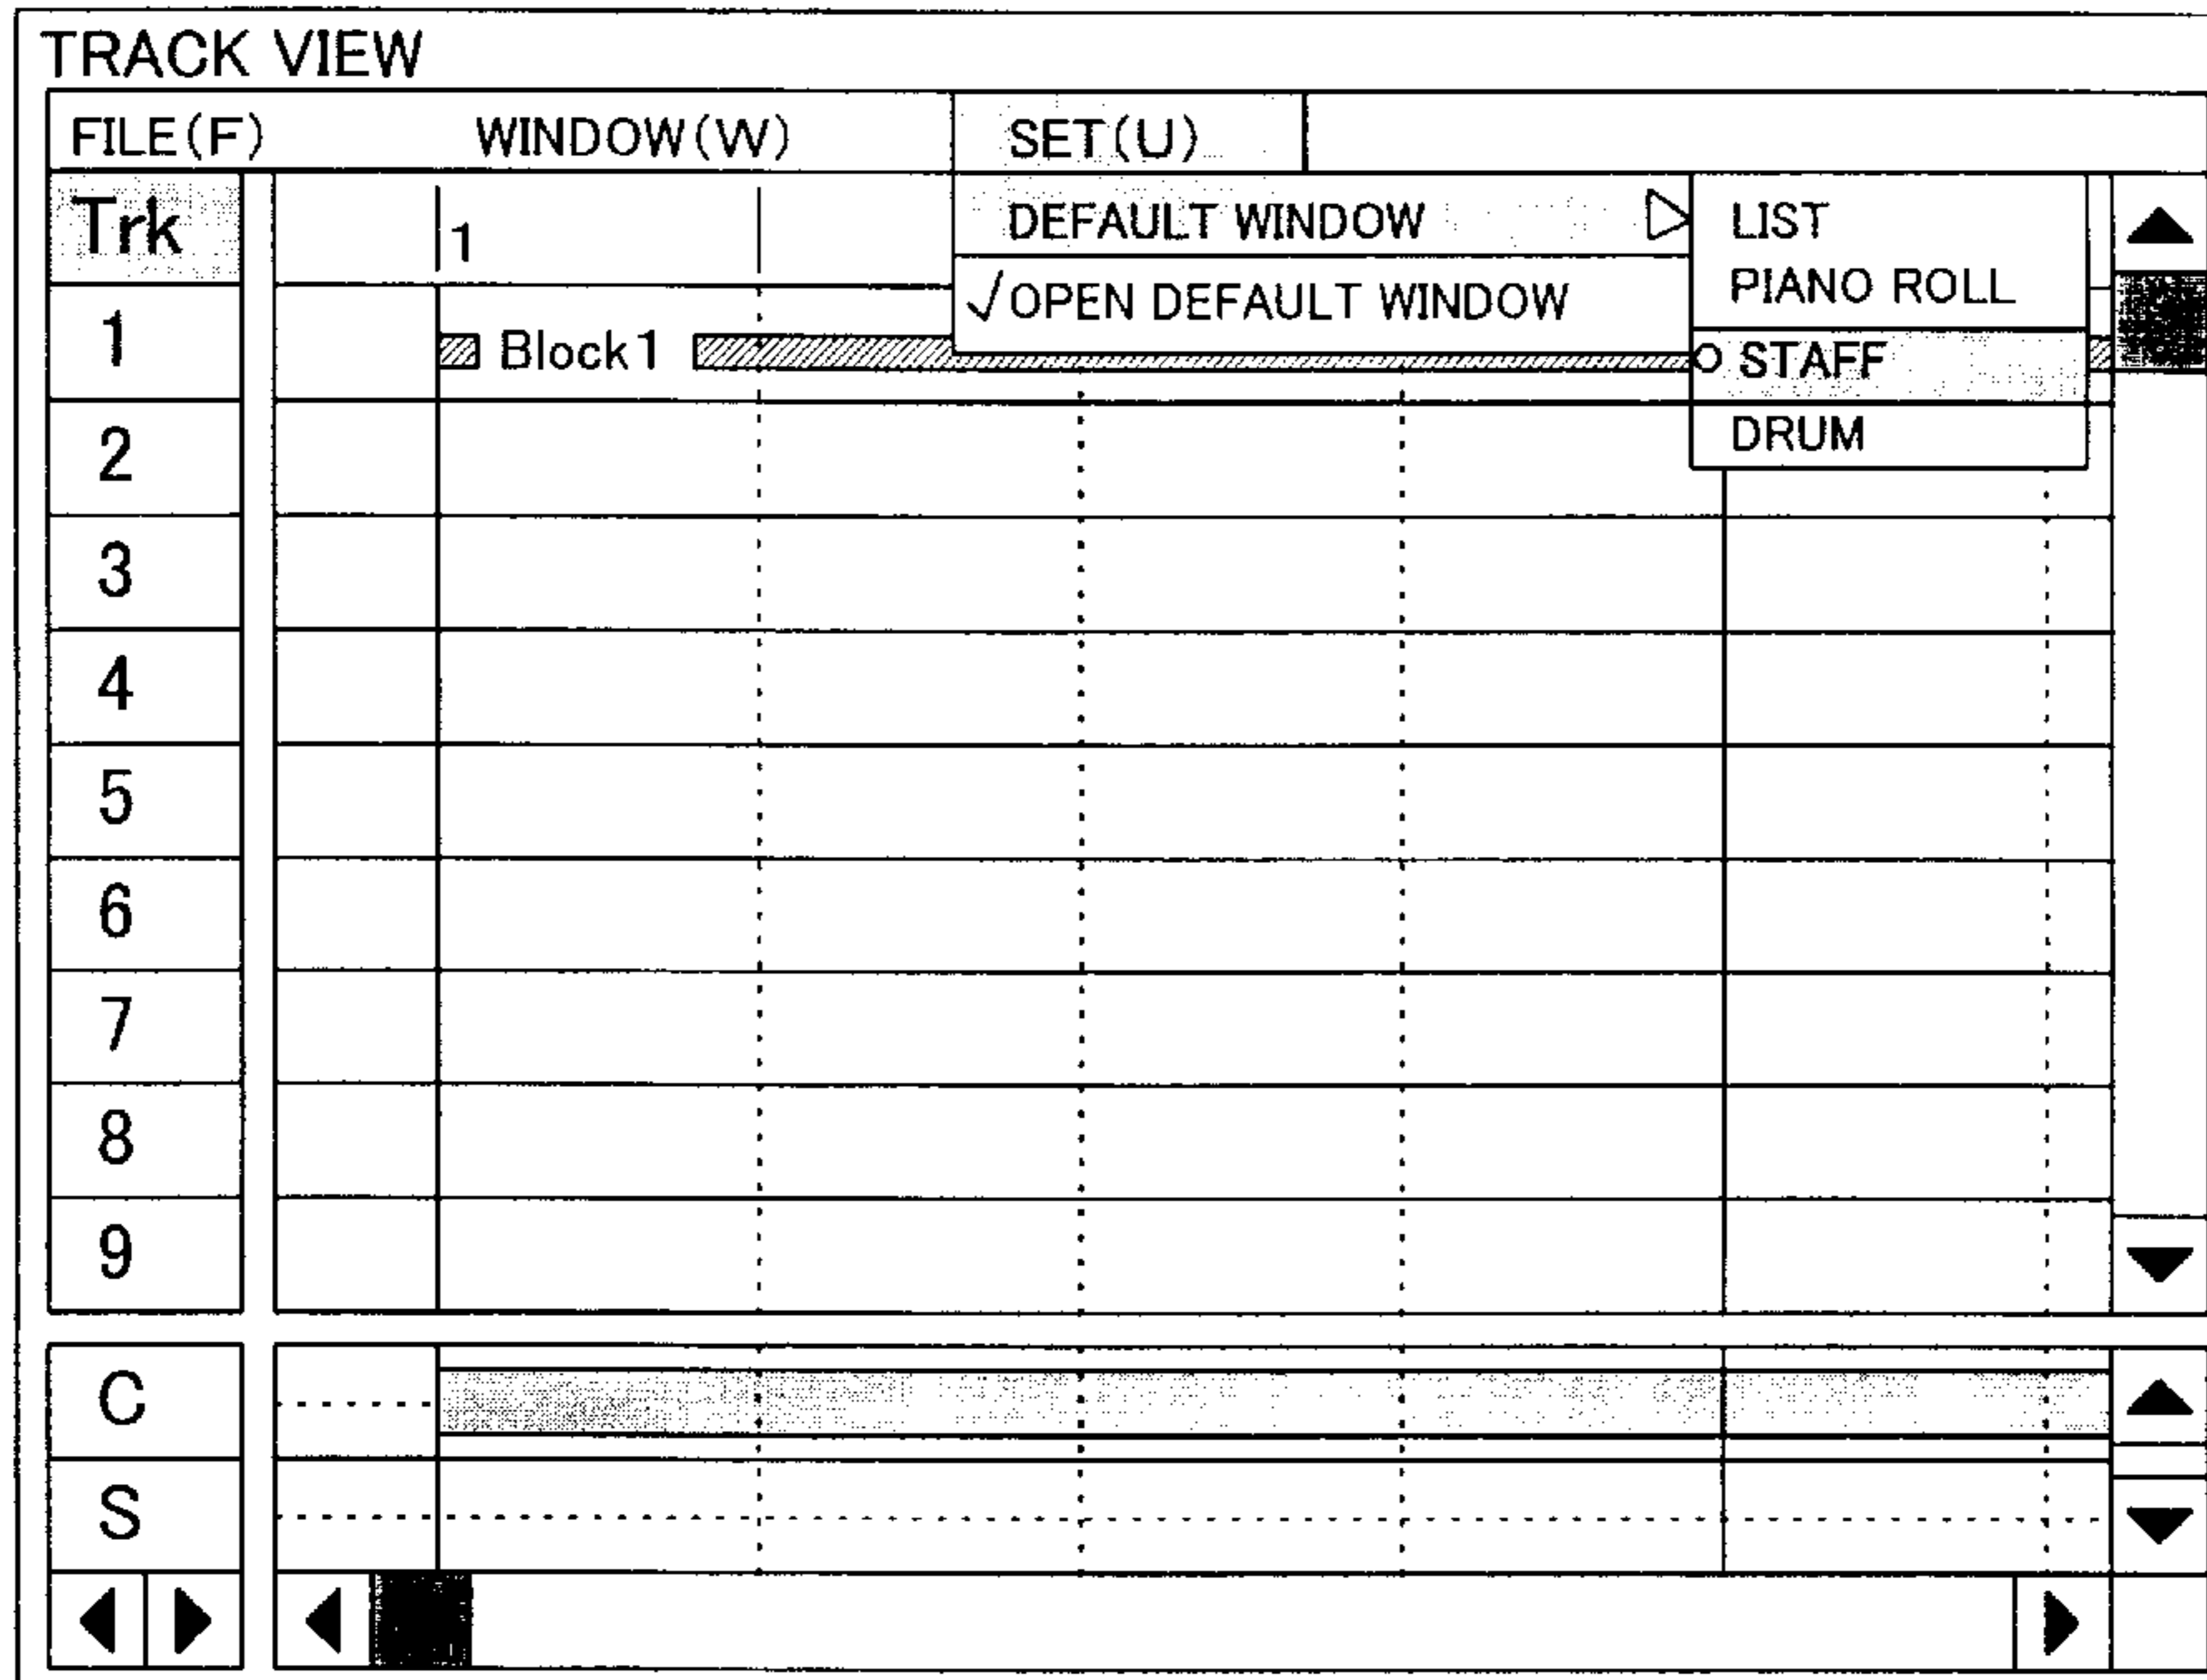 TRACK VIEW
FILE(F) WINDOW(W) SET(U)
Trk 1 DEFAULT WINDOW LIST
PIANO ROLL
√OPEN DEFAULT WINDOW
1 Block1 STAFF
2 DRUM
3
4
5
6
7
8
9
C
S